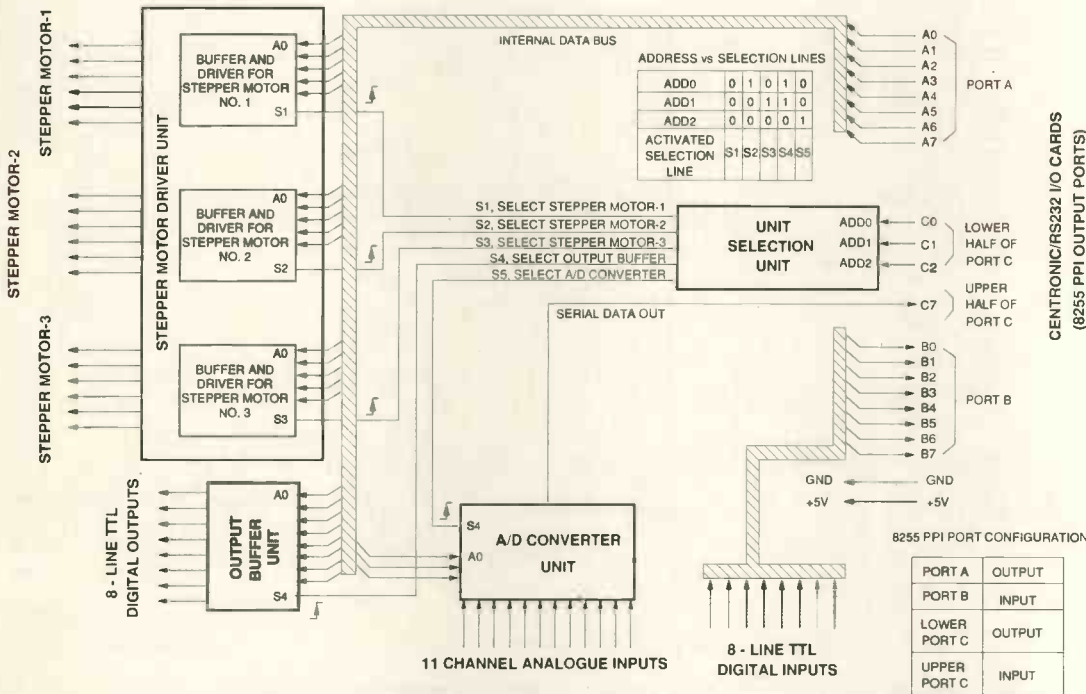 STEPPER MOTOR-1
STEPPER MOTOR-2
STEPPER MOTOR-3
STEPPER MOTOR DRIVER UNIT
A0
BUFFER AND
DRIVER FOR
STEPPER MOTOR
NO. 1
S1
A0
BUFFER AND
DRIVER FOR
STEPPER MOTOR
NO. 2
S2
A0
BUFFER AND
DRIVER FOR
STEPPER MOTOR
NO. 3
S3
8 - LINE TTL
DIGITAL OUTPUTS
OUTPUT
BUFFER
UNIT
A0
S4
INTERNAL DATA BUS
ADDRESS vs SELECTION LINES
ADD0 0 1 0 1 0
ADD1 0 0 1 1 0
ADD2 0 0 0 0 1
ACTIVATED
SELECTION
LINE
S1 S2 S3 S4 S5
S1, SELECT STEPPER MOTOR-1
S2, SELECT STEPPER MOTOR-2
S3, SELECT STEPPER MOTOR-3
S4, SELECT OUTPUT BUFFER
S5, SELECT A/D CONVERTER
UNIT
SELECTION
UNIT
ADD0
ADD1
ADD2
SERIAL DATA OUT
S4
A0
A/D CONVERTER
UNIT
11 CHANNEL ANALOGUE INPUTS
8 - LINE TTL
DIGITAL INPUTS
A0
A1
A2
A3
A4
A5
A6
A7
PORT A
C0
C1
C2
LOWER
HALF OF
PORT C
C7
UPPER
HALF OF
PORT C
B0
B1
B2
B3
B4
B5
B6
B7
PORT B
GND GND
+5V +5V
CENTRONIC/RS232 I/O CARDS
(8255 PPI OUTPUT PORTS)
8255 PPI PORT CONFIGURATION
PORT A OUTPUT
PORT B INPUT
LOWER
PORT C
OUTPUT
UPPER
PORT C
INPUT